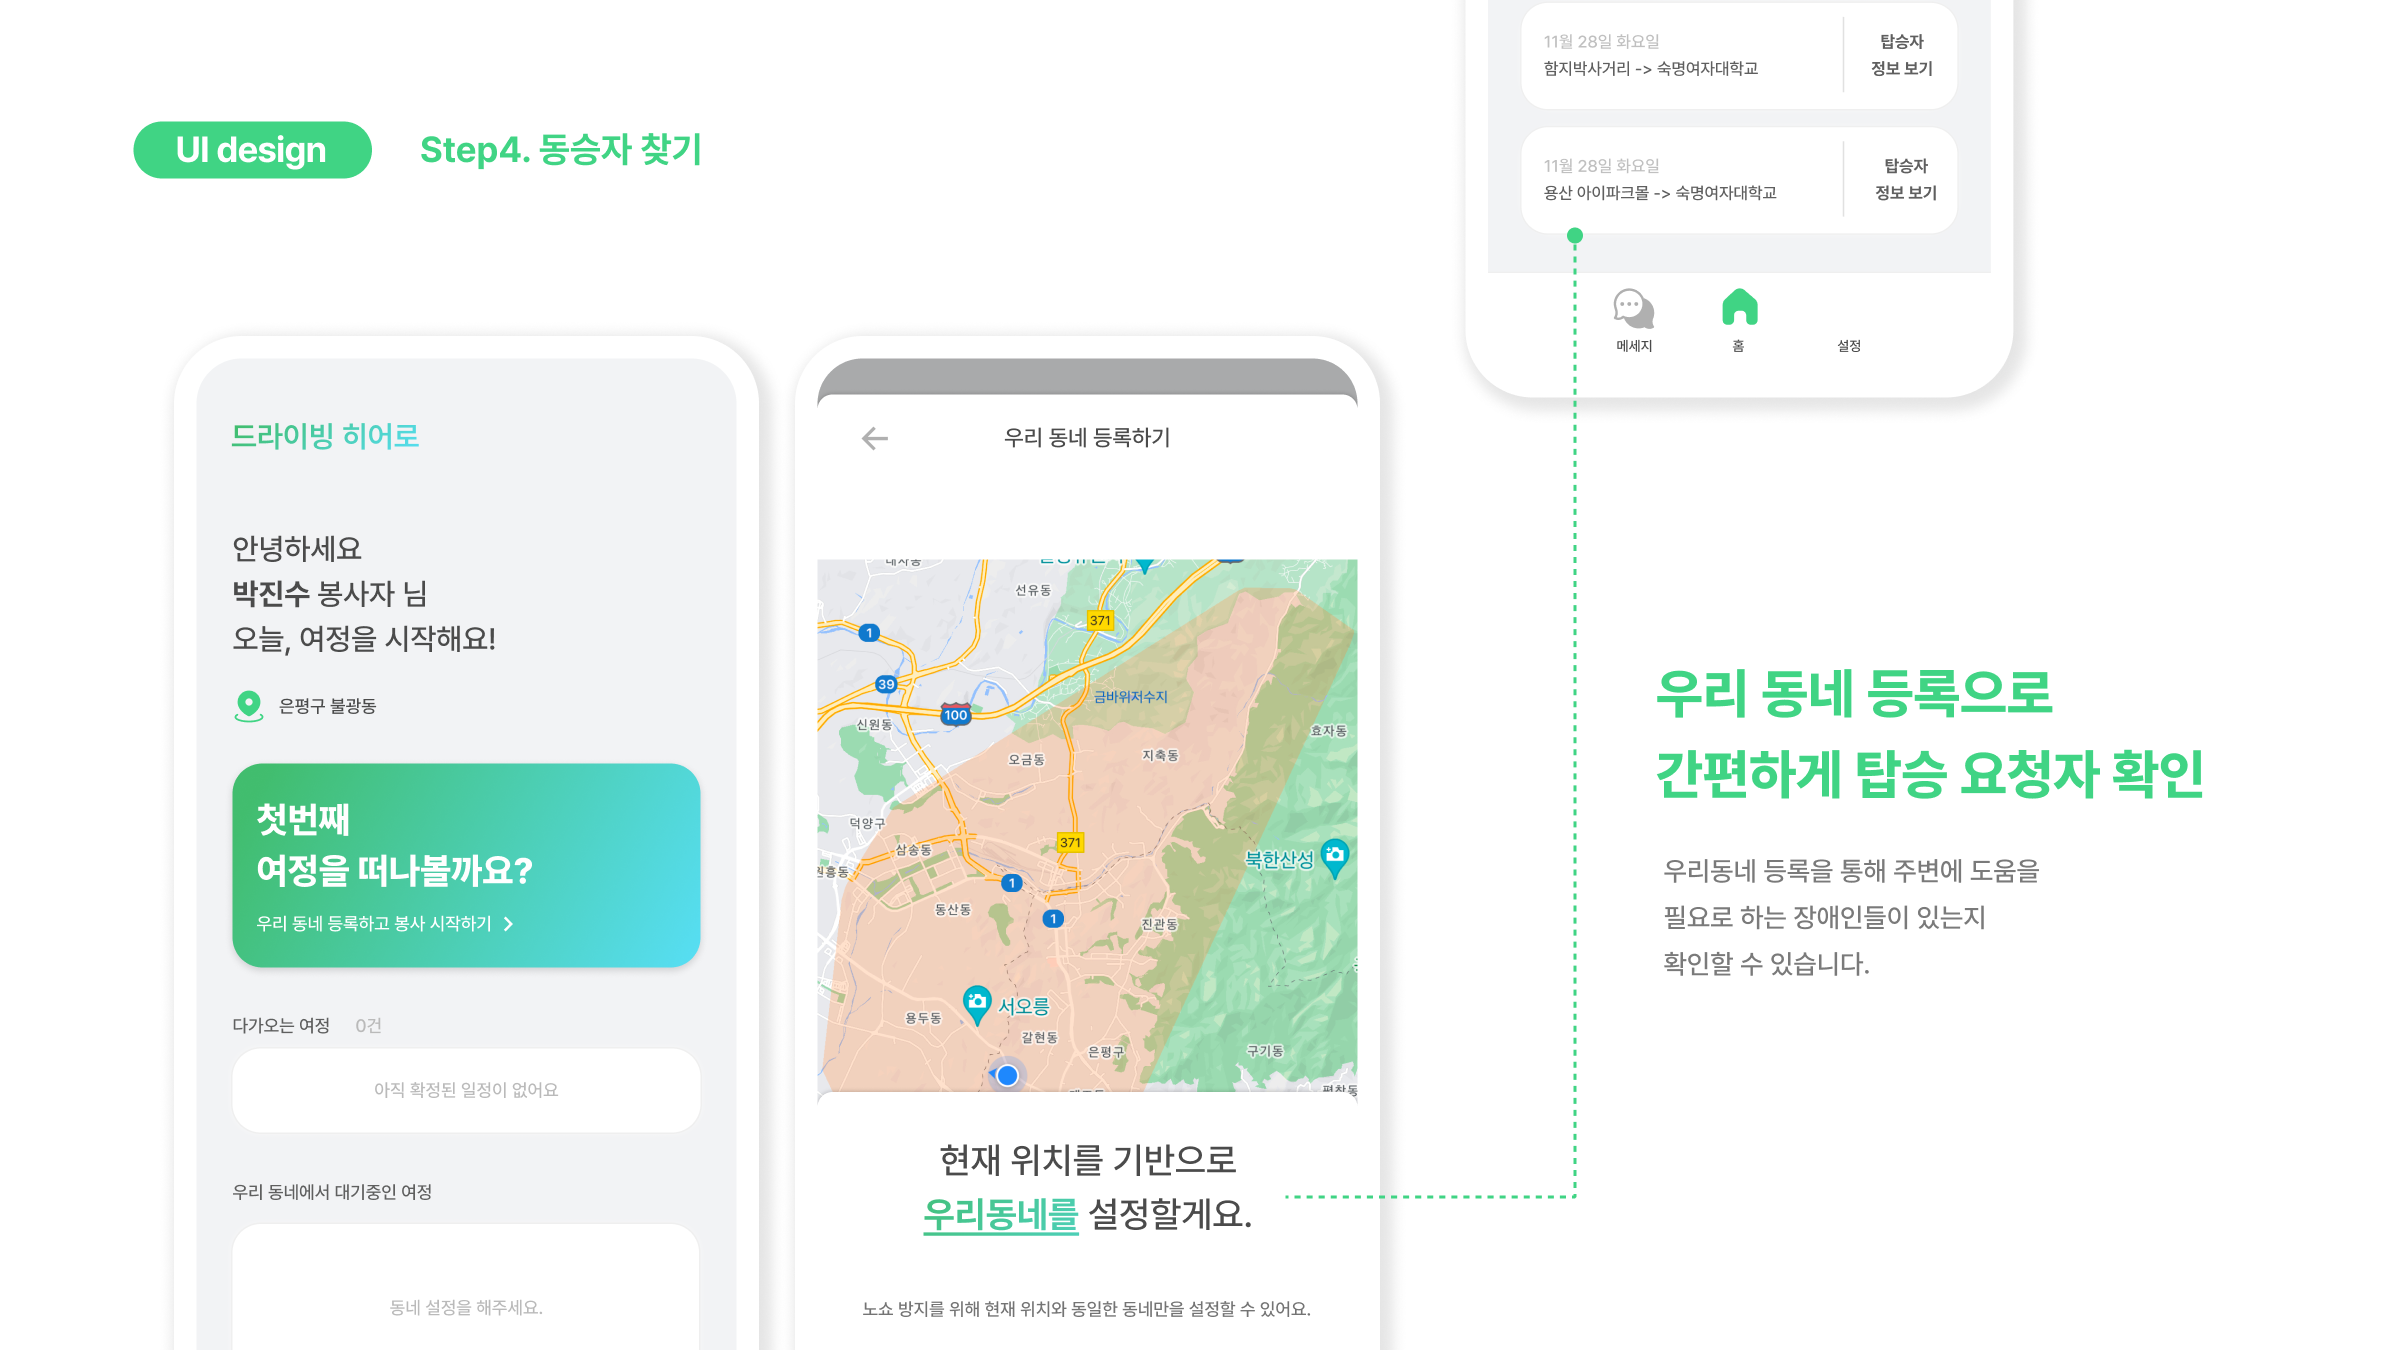 UI design
Step4. 동승자 찾기
11월 28일 화요일
함지박사거리 -> 숙명여자대학교
탑승자
정보 보기
11월 28일 화요일
용산 아이파크몰 -> 숙명여자대학교
탑승자
정보 보기
메세지
홈
설정
드라이빙 히어로
안녕하세요
박진수 봉사자 님
오늘, 여정을 시작해요!
은평구 불광동
첫번째
여정을 떠나볼까요?
우리 동네 등록하고 봉사 시작하기
다가오는 여정 0건
아직 확정된 일정이 없어요
우리 동네에서 대기중인 여정
동네 설정을 해주세요.
우리 동네 등록하기
선유동
371
1
39
100
금바위저수지
신원동
효자동
오금동
지축동
덕양구
371
삼송동
북한산성
원흥동
1
동산동
1
진관동
서오릉
용두동
갈현동
은평구
구기동
평창동
현재 위치를 기반으로
우리동네를 설정할게요.
노쇼 방지를 위해 현재 위치와 동일한 동네만을 설정할 수 있어요.
우리 동네 등록으로
간편하게 탑승 요청자 확인
우리동네 등록을 통해 주변에 도움을
필요로 하는 장애인들이 있는지
확인할 수 있습니다.